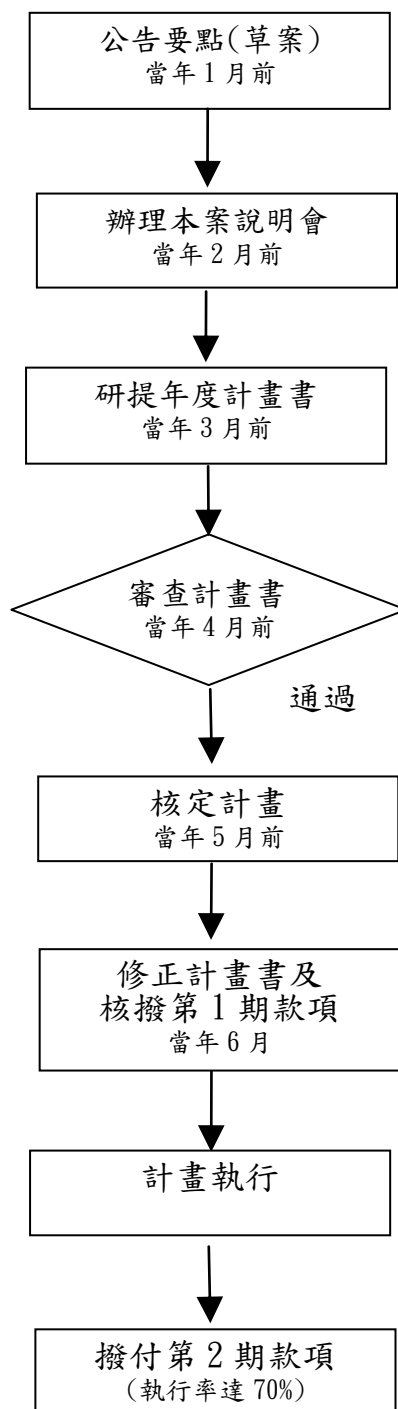 公告要點(草案)
當年1月前
辦理本案說明會
當年2月前
研提年度計畫書
當年3月前
審查計畫書
當年4月前
通過
核定計畫
當年5月前
修正計畫書及
核撥第1期款項
當年6月
計畫執行
撥付第2期款項
(執行率達70%)